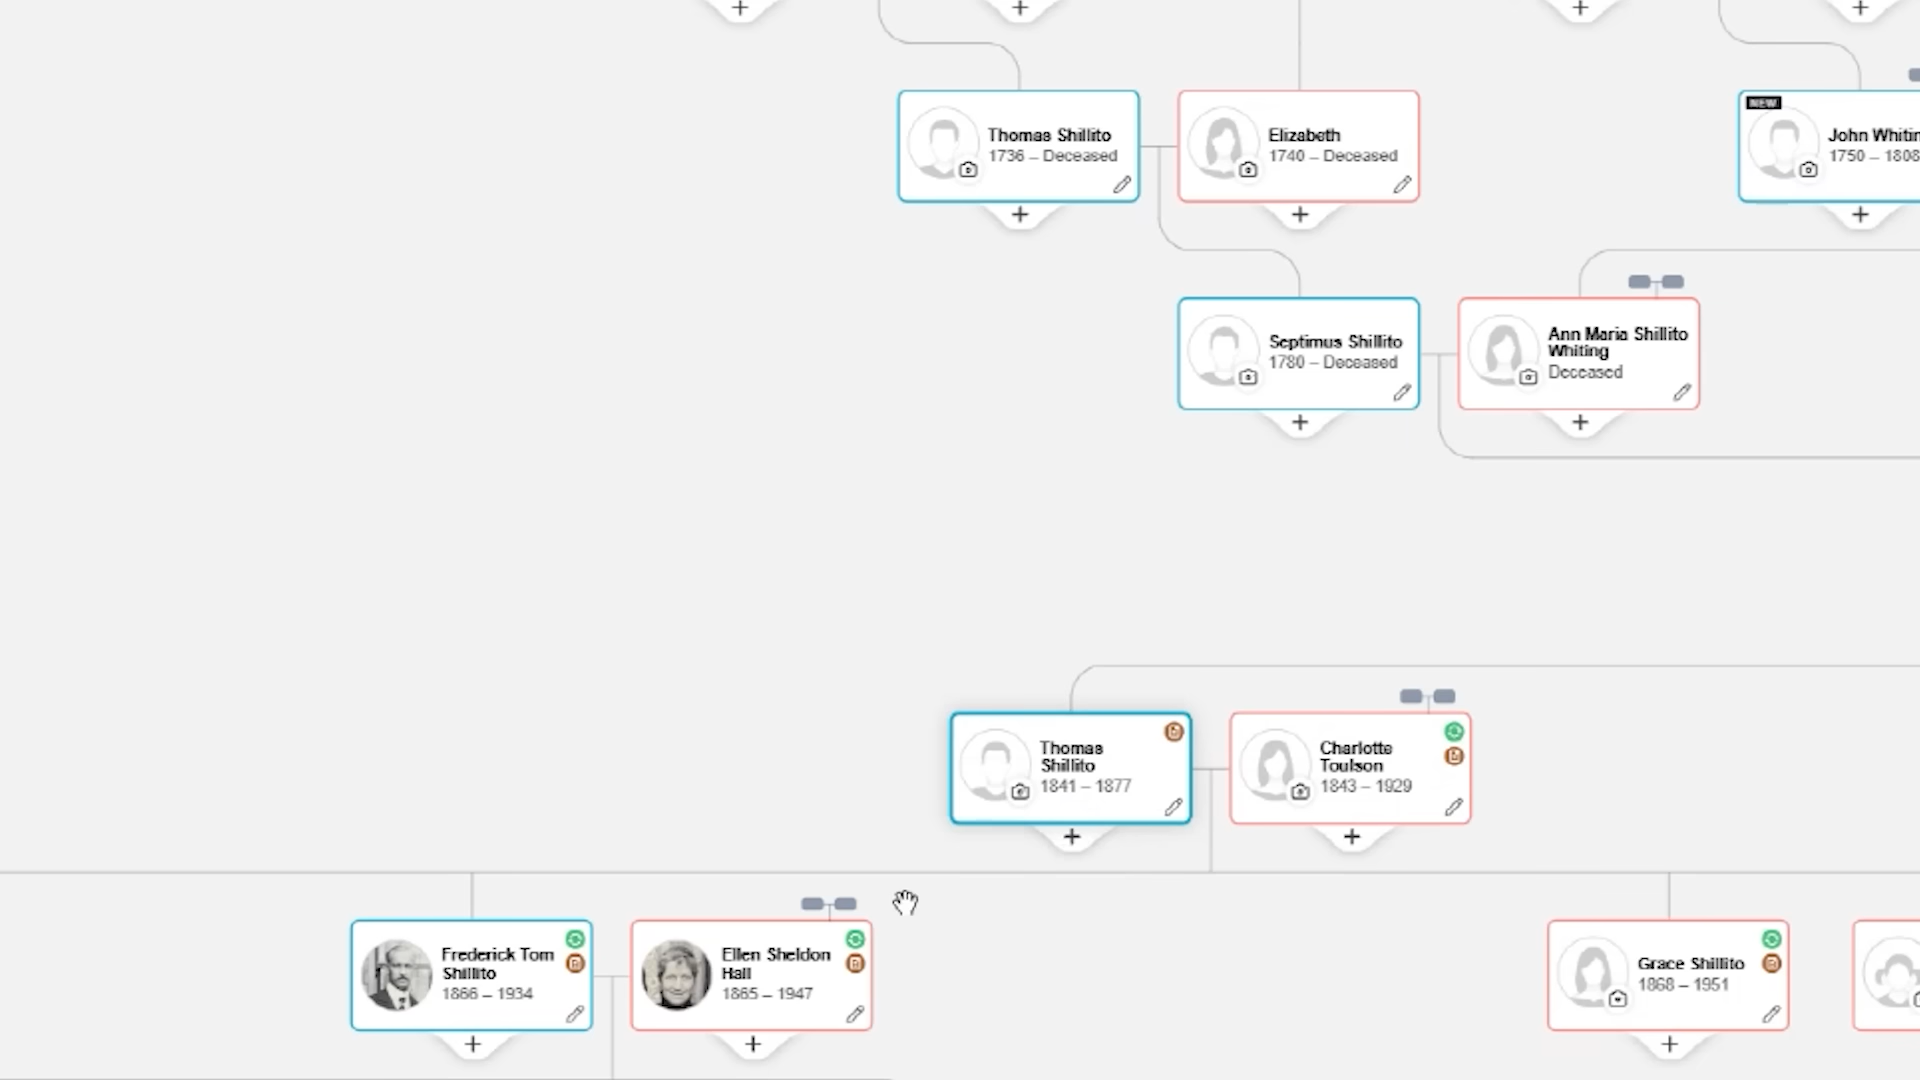 Thomas Shillito
1736 – Deceased
Elizabeth
1740 – Deceased
NEW
John Whitin
1750 – 1808
Septimus Shillito
1780 – Deceased
Ann Maria Shillito
Whiting
Deceased
Thomas
Shillito
1841 – 1877
Charlotte
Toulson
1843 – 1929
Frederick Tom
Shillito
1866 – 1934
Ellen Sheldon
Hall
1865 – 1947
Grace Shillito
1868 – 1951